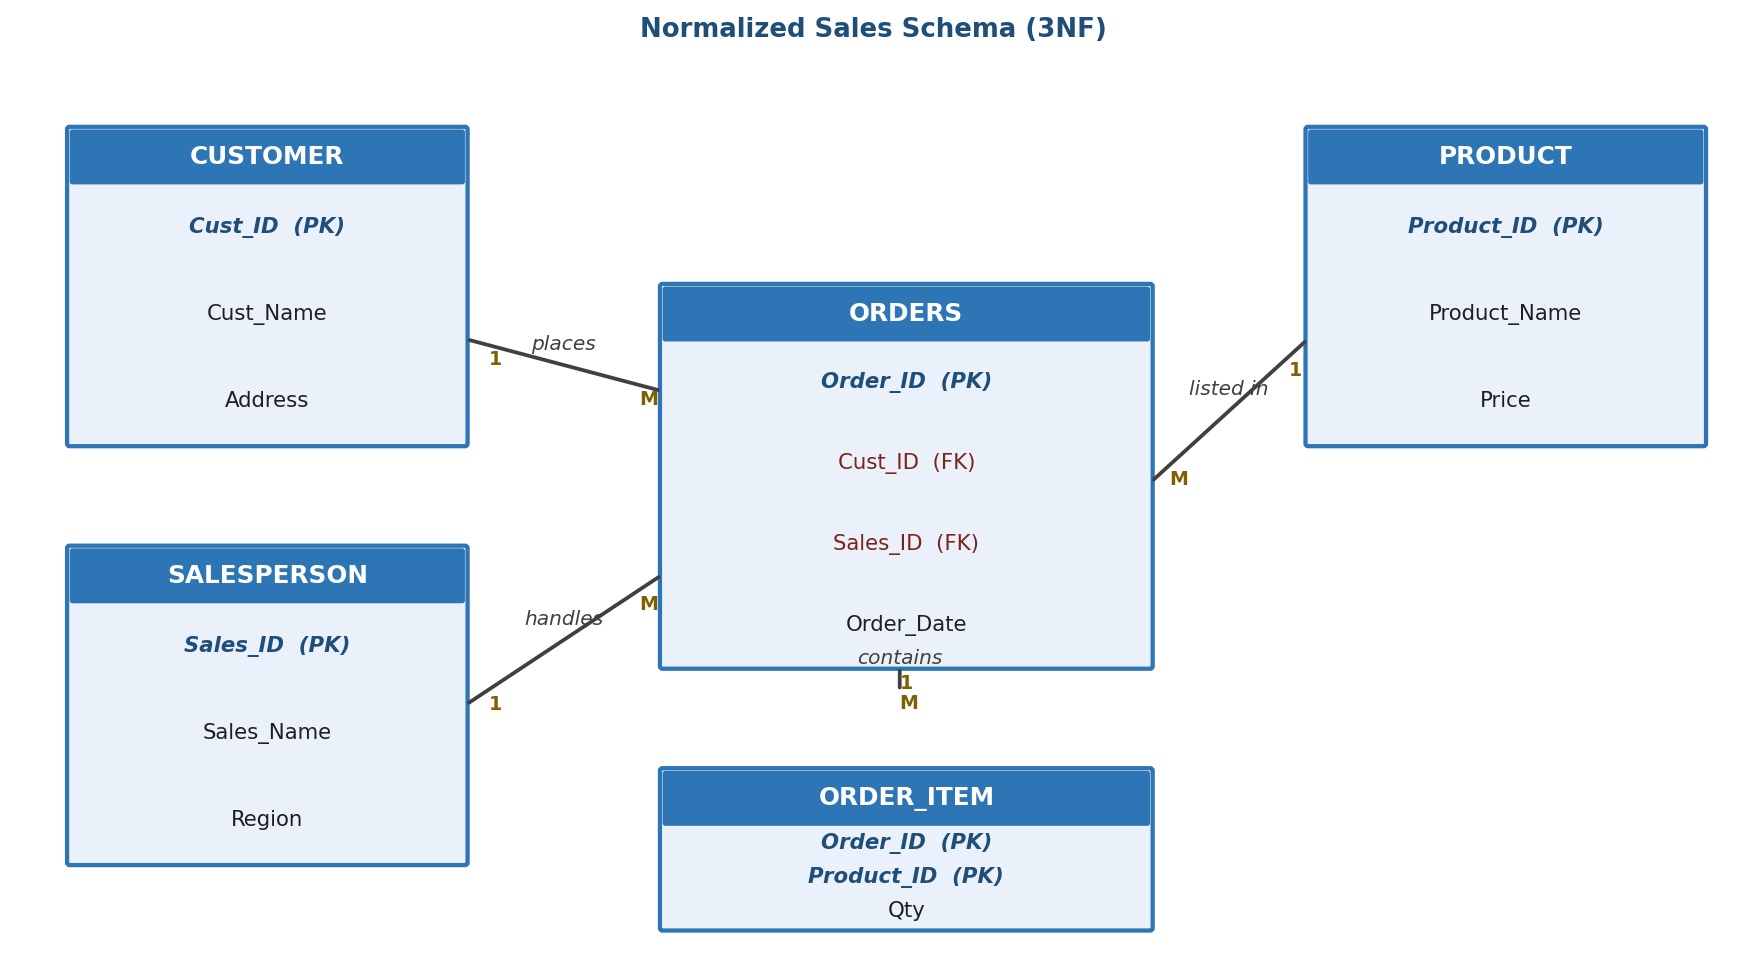 Normalized Sales Schema (3NF)
CUSTOMER
Cust_ID (PK)
Cust_Name
Address
PRODUCT
Product_ID (PK)
Product_Name
Price
ORDERS
Order_ID (PK)
Cust_ID (FK)
Sales_ID (FK)
Order_Date
places
1
M
listed in
1
M
SALESPERSON
Sales_ID (PK)
Sales_Name
Region
handles
1
M
contains
1
M
ORDER_ITEM
Order_ID (PK)
Product_ID (PK)
Qty